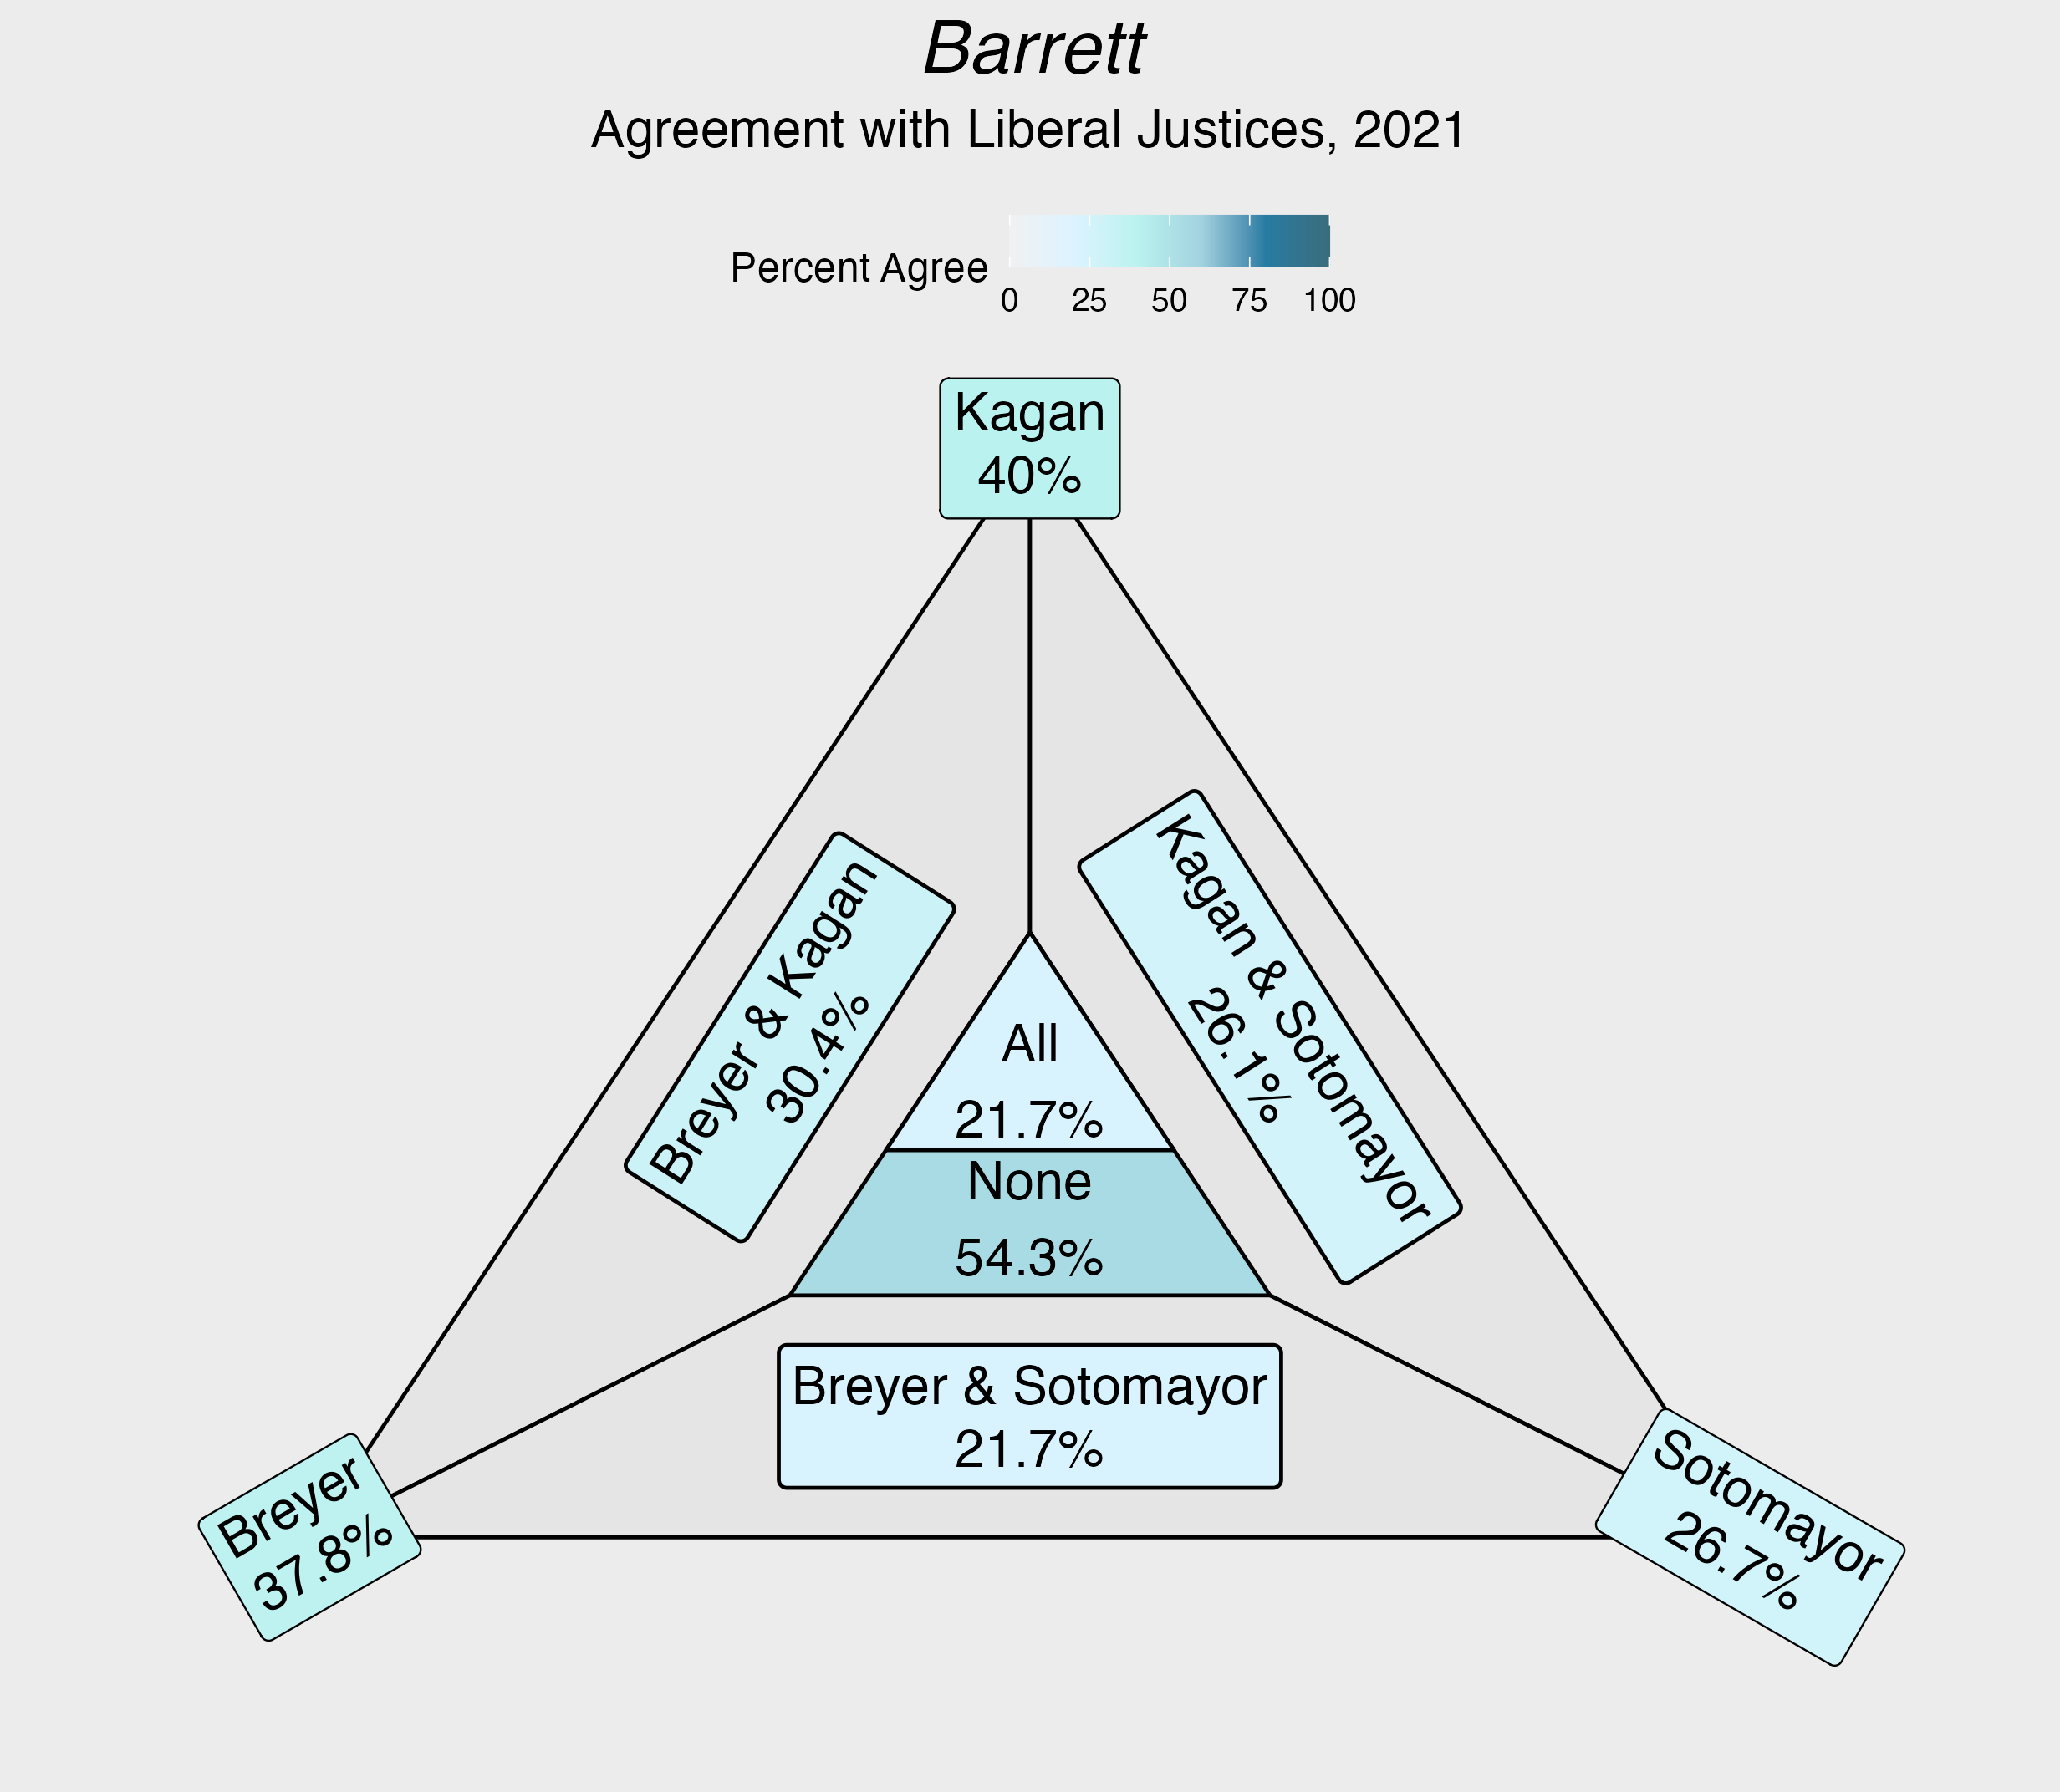 Barrett
Agreement with Liberal Justices, 2021
Percent Agree
0 25 50 75 100
Kagan
40%
Breyer & Kagan
30.4%
Kagan & Sotomayor
26.1%
All
21.7%
None
54.3%
Breyer & Sotomayor
21.7%
Breyer
37.8%
Sotomayor
26.7%